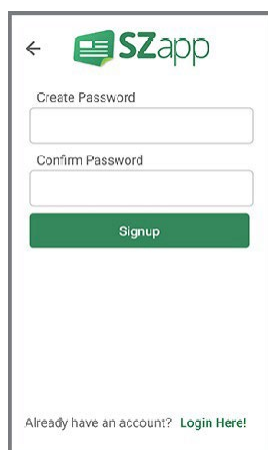 SZapp
Create Password
Confirm Password
Signup
Already have an account? Login Here!